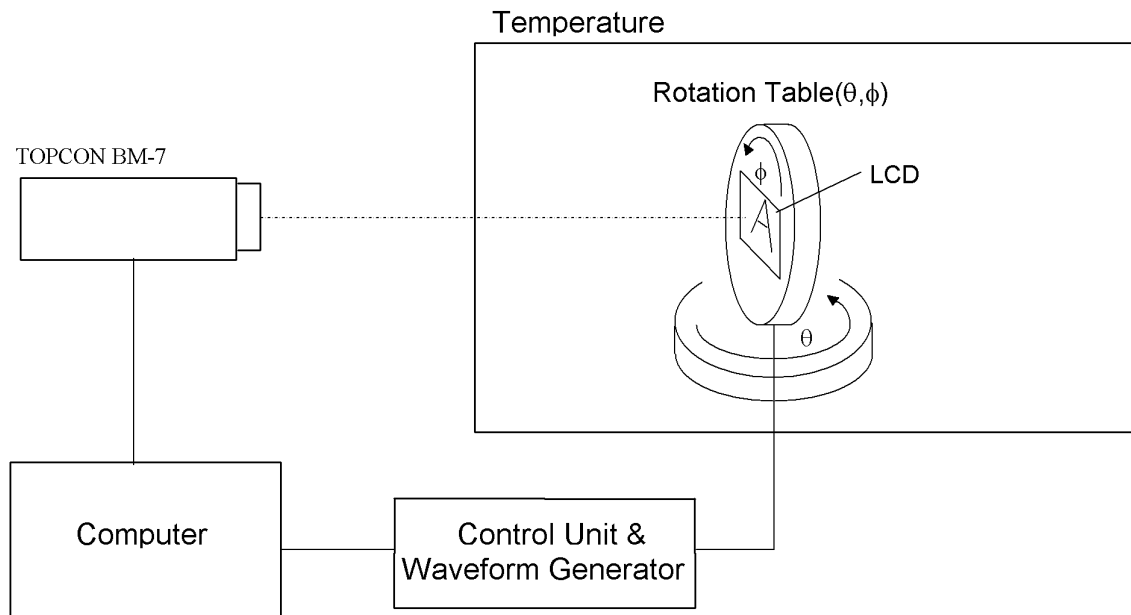 Temperature
Rotation Table(θ,ϕ)
TOPCON BM-7
ϕ
LCD
A
θ
Computer
Control Unit &
Waveform Generator